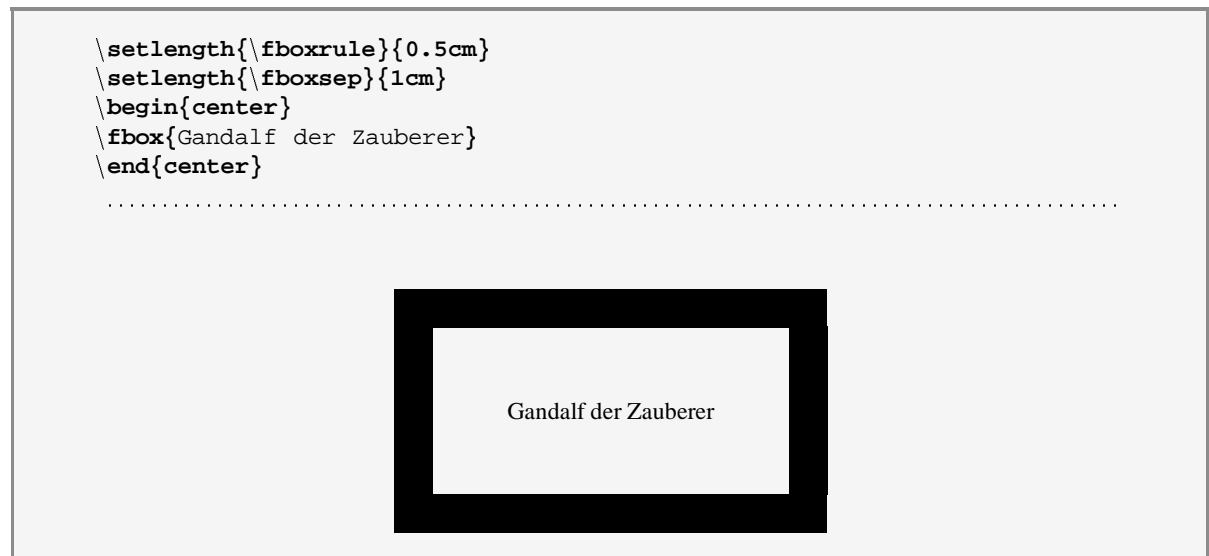 \setlength{\fboxrule}{0.5cm}
\setlength{\fboxsep}{1cm}
\begin{center}
\fbox{Gandalf der Zauberer}
\end{center}
Gandalf der Zauberer